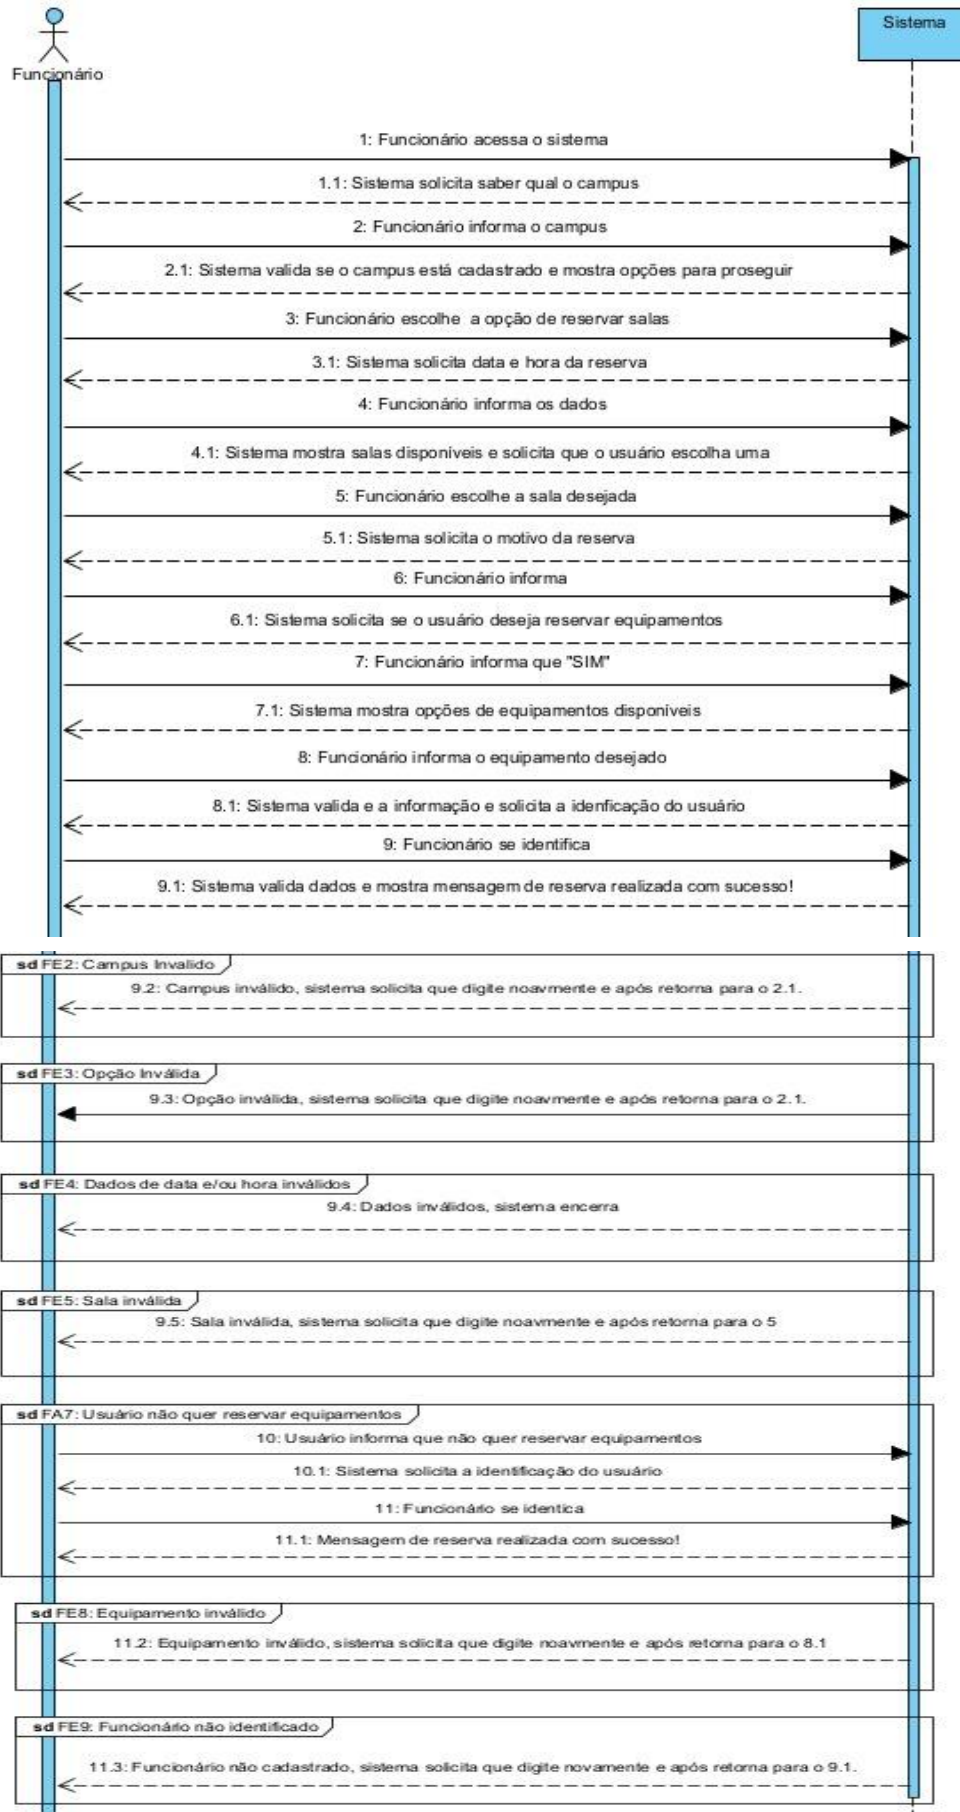 Funcionário
Sistema
1: Funcionário acessa o sistema
1.1: Sistema solicita saber qual o campus
2: Funcionário informa o campus
2.1: Sistema valida se o campus está cadastrado e mostra opções para proseguir
3: Funcionário escolhe a opção de reservar salas
3.1: Sistema solicita data e hora da reserva
4: Funcionário informa os dados
4.1: Sistema mostra salas disponíveis e solicita que o usuário escolha uma
5: Funcionário escolhe a sala desejada
5.1: Sistema solicita o motivo da reserva
6: Funcionário informa
6.1: Sistema solicita se o usuário deseja reservar equipamentos
7: Funcionário informa que "SIM"
7.1: Sistema mostra opções de equipamentos disponíveis
8: Funcionário informa o equipamento desejado
8.1: Sistema valida e a informação e solicita a idenficação do usuário
9: Funcionário se identifica
9.1: Sistema valida dados e mostra mensagem de reserva realizada com sucesso!
sd FE2: Campus Invalido
9.2: Campus inválido, sistema solicita que digite noavmente e após retorna para o 2.1.
sd FE3: Opção Inválida
9.3: Opção inválida, sistema solicita que digite noavmente e após retorna para o 2.1.
sd FE4: Dados de data e/ou hora inválidos
9.4: Dados inválidos, sistema encerra
sd FE5: Sala inválida
9.5: Sala inválida, sistema solicita que digite noavmente e após retorna para o 5
sd FA7: Usuário não quer reservar equipamentos
10: Usuário informa que não quer reservar equipamentos
10.1: Sistema solicita a identificação do usuário
11: Funcionário se identica
11.1: Mensagem de reserva realizada com sucesso!
sd FE8: Equipamento inválido
11.2: Equipamento inválido, sistema solicita que digite noavmente e após retorna para o 8.1
sd FE9: Funcionário não identificado
11.3: Funcionário não cadastrado, sistema solicita que digite novamente e após retorna para o 9.1.